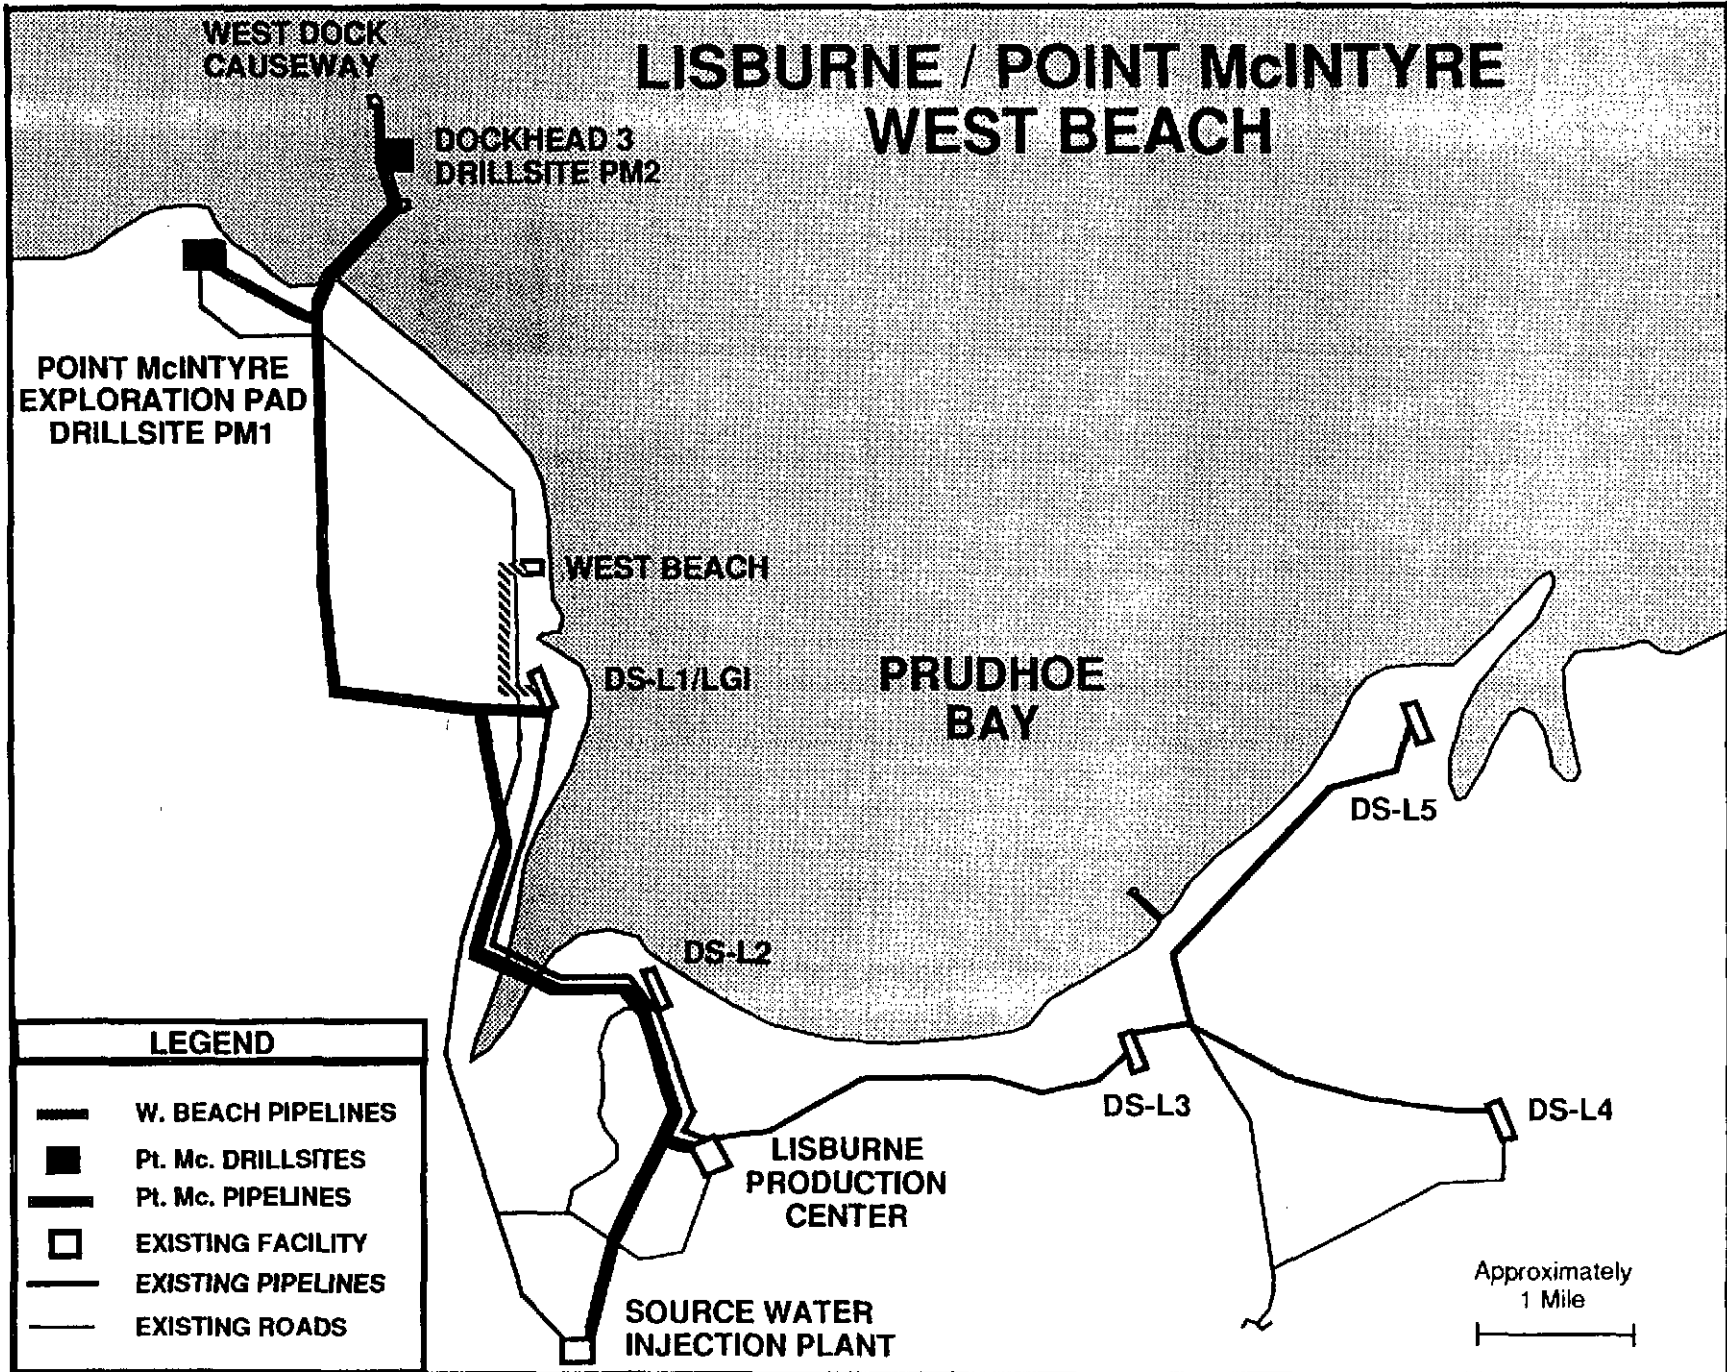 WEST DOCK
CAUSEWAY
LISBURNE / POINT McINTYRE
WEST BEACH
DOCKHEAD 3
DRILLSITE PM2
POINT McINTYRE
EXPLORATION PAD
DRILLSITE PM1
WEST BEACH
DS-L1/LGI
PRUDHOE
BAY
DS-L5
DS-L2
DS-L3
DS-L4
LISBURNE
PRODUCTION
CENTER
SOURCE WATER
INJECTION PLANT
LEGEND
W. BEACH PIPELINES
Pt. Mc. DRILLSITES
Pt. Mc. PIPELINES
EXISTING FACILITY
EXISTING PIPELINES
EXISTING ROADS
Approximately
1 Mile